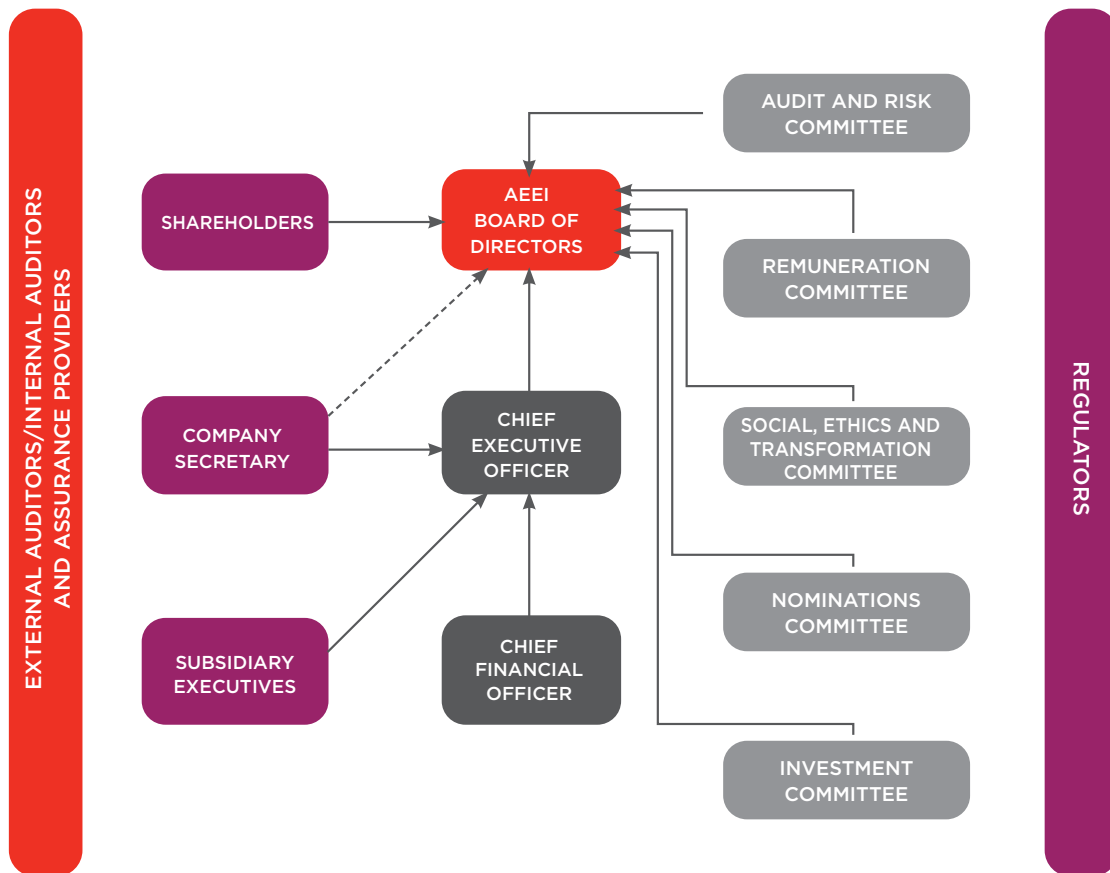 EXTERNAL AUDITORS/INTERNAL AUDITORS
AND ASSURANCE PROVIDERS
SHAREHOLDERS
COMPANY
SECRETARY
SUBSIDIARY
EXECUTIVES
AEEI
BOARD OF
DIRECTORS
CHIEF
EXECUTIVE
OFFICER
CHIEF
FINANCIAL
OFFICER
AUDIT AND RISK
COMMITTEE
REMUNERATION
COMMITTEE
SOCIAL, ETHICS AND
TRANSFORMATION
COMMITTEE
NOMINATIONS
COMMITTEE
INVESTMENT
COMMITTEE
REGULATORS